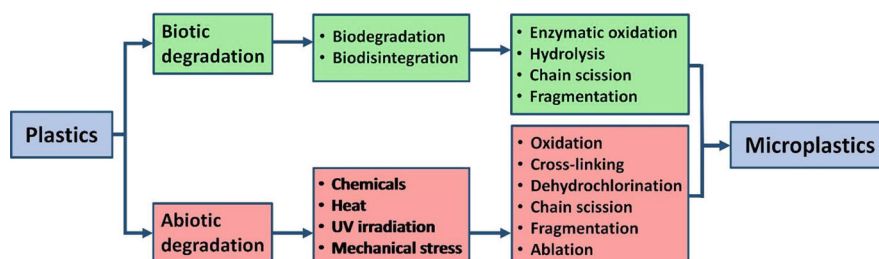 Plastics
Biotic
degradation
• Biodegradation
• Biodisintegration
• Enzymatic oxidation
• Hydrolysis
• Chain scission
• Fragmentation
Abiotic
degradation
• Chemicals
• Heat
• UV irradiation
• Mechanical stress
• Oxidation
• Cross-linking
• Dehydrochlorination
• Chain scission
• Fragmentation
• Ablation
Microplastics